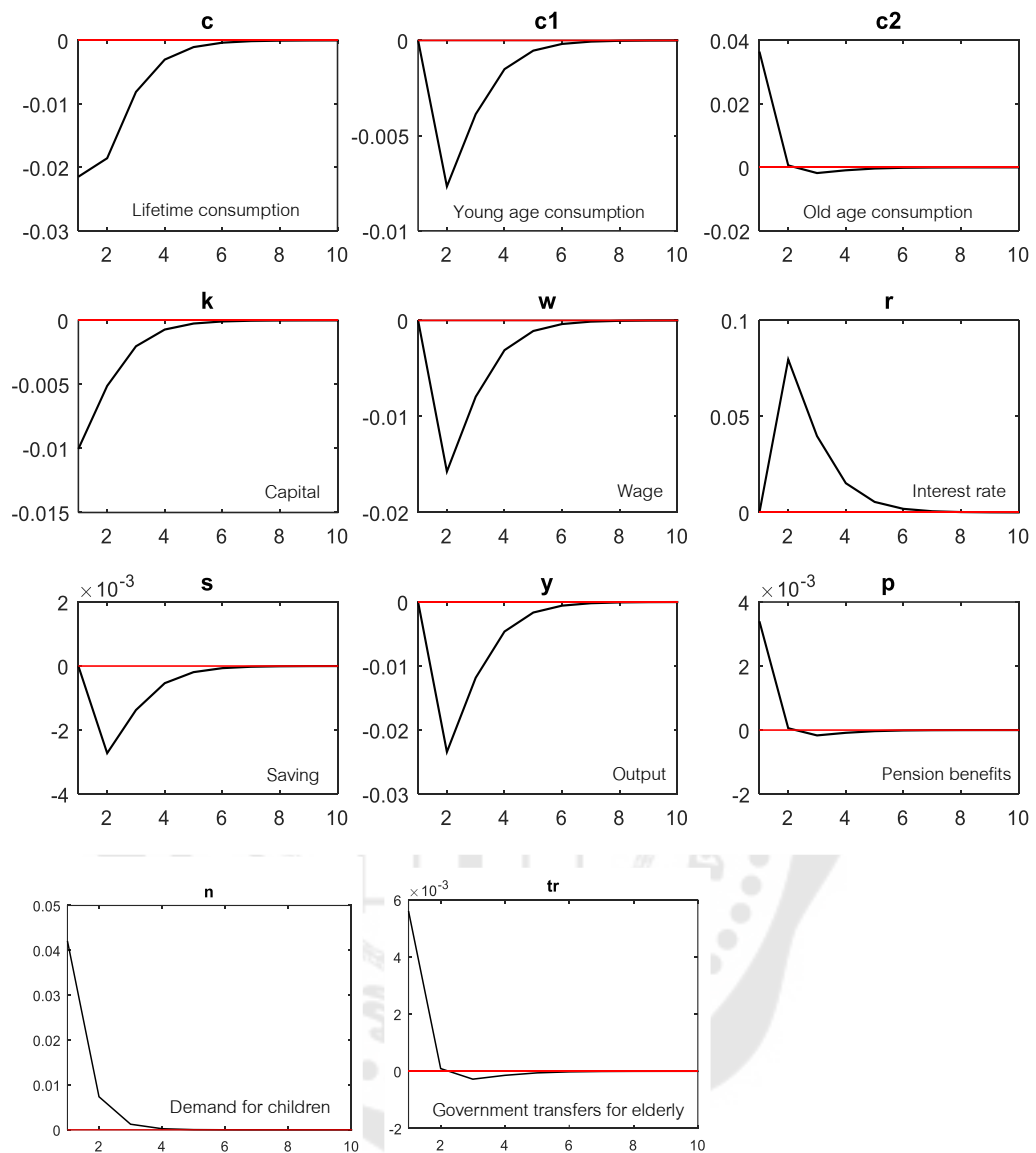 c
0
-0.01
-0.02
-0.03
Lifetime consumption
2 4 6 8 10
c1
0
-0.005
-0.01
Young age consumption
2 4 6 8 10
c2
0.04
0.02
0
-0.02
Old age consumption
2 4 6 8 10
k
0
-0.005
-0.01
-0.015
Capital
2 4 6 8 10
w
0
-0.01
-0.02
Wage
2 4 6 8 10
r
0.1
0.05
0
Interest rate
2 4 6 8 10
s
×10⁻³
2
0
-2
-4
Saving
2 4 6 8 10
y
0
-0.01
-0.02
-0.03
Output
2 4 6 8 10
p
×10⁻³
4
2
0
-2
Pension benefits
2 4 6 8 10
n
0.05
0.04
0.03
0.02
0.01
0
Demand for children
2 4 6 8 10
tr
×10⁻³
6
4
2
0
-2
Government transfers for elderly
2 4 6 8 10